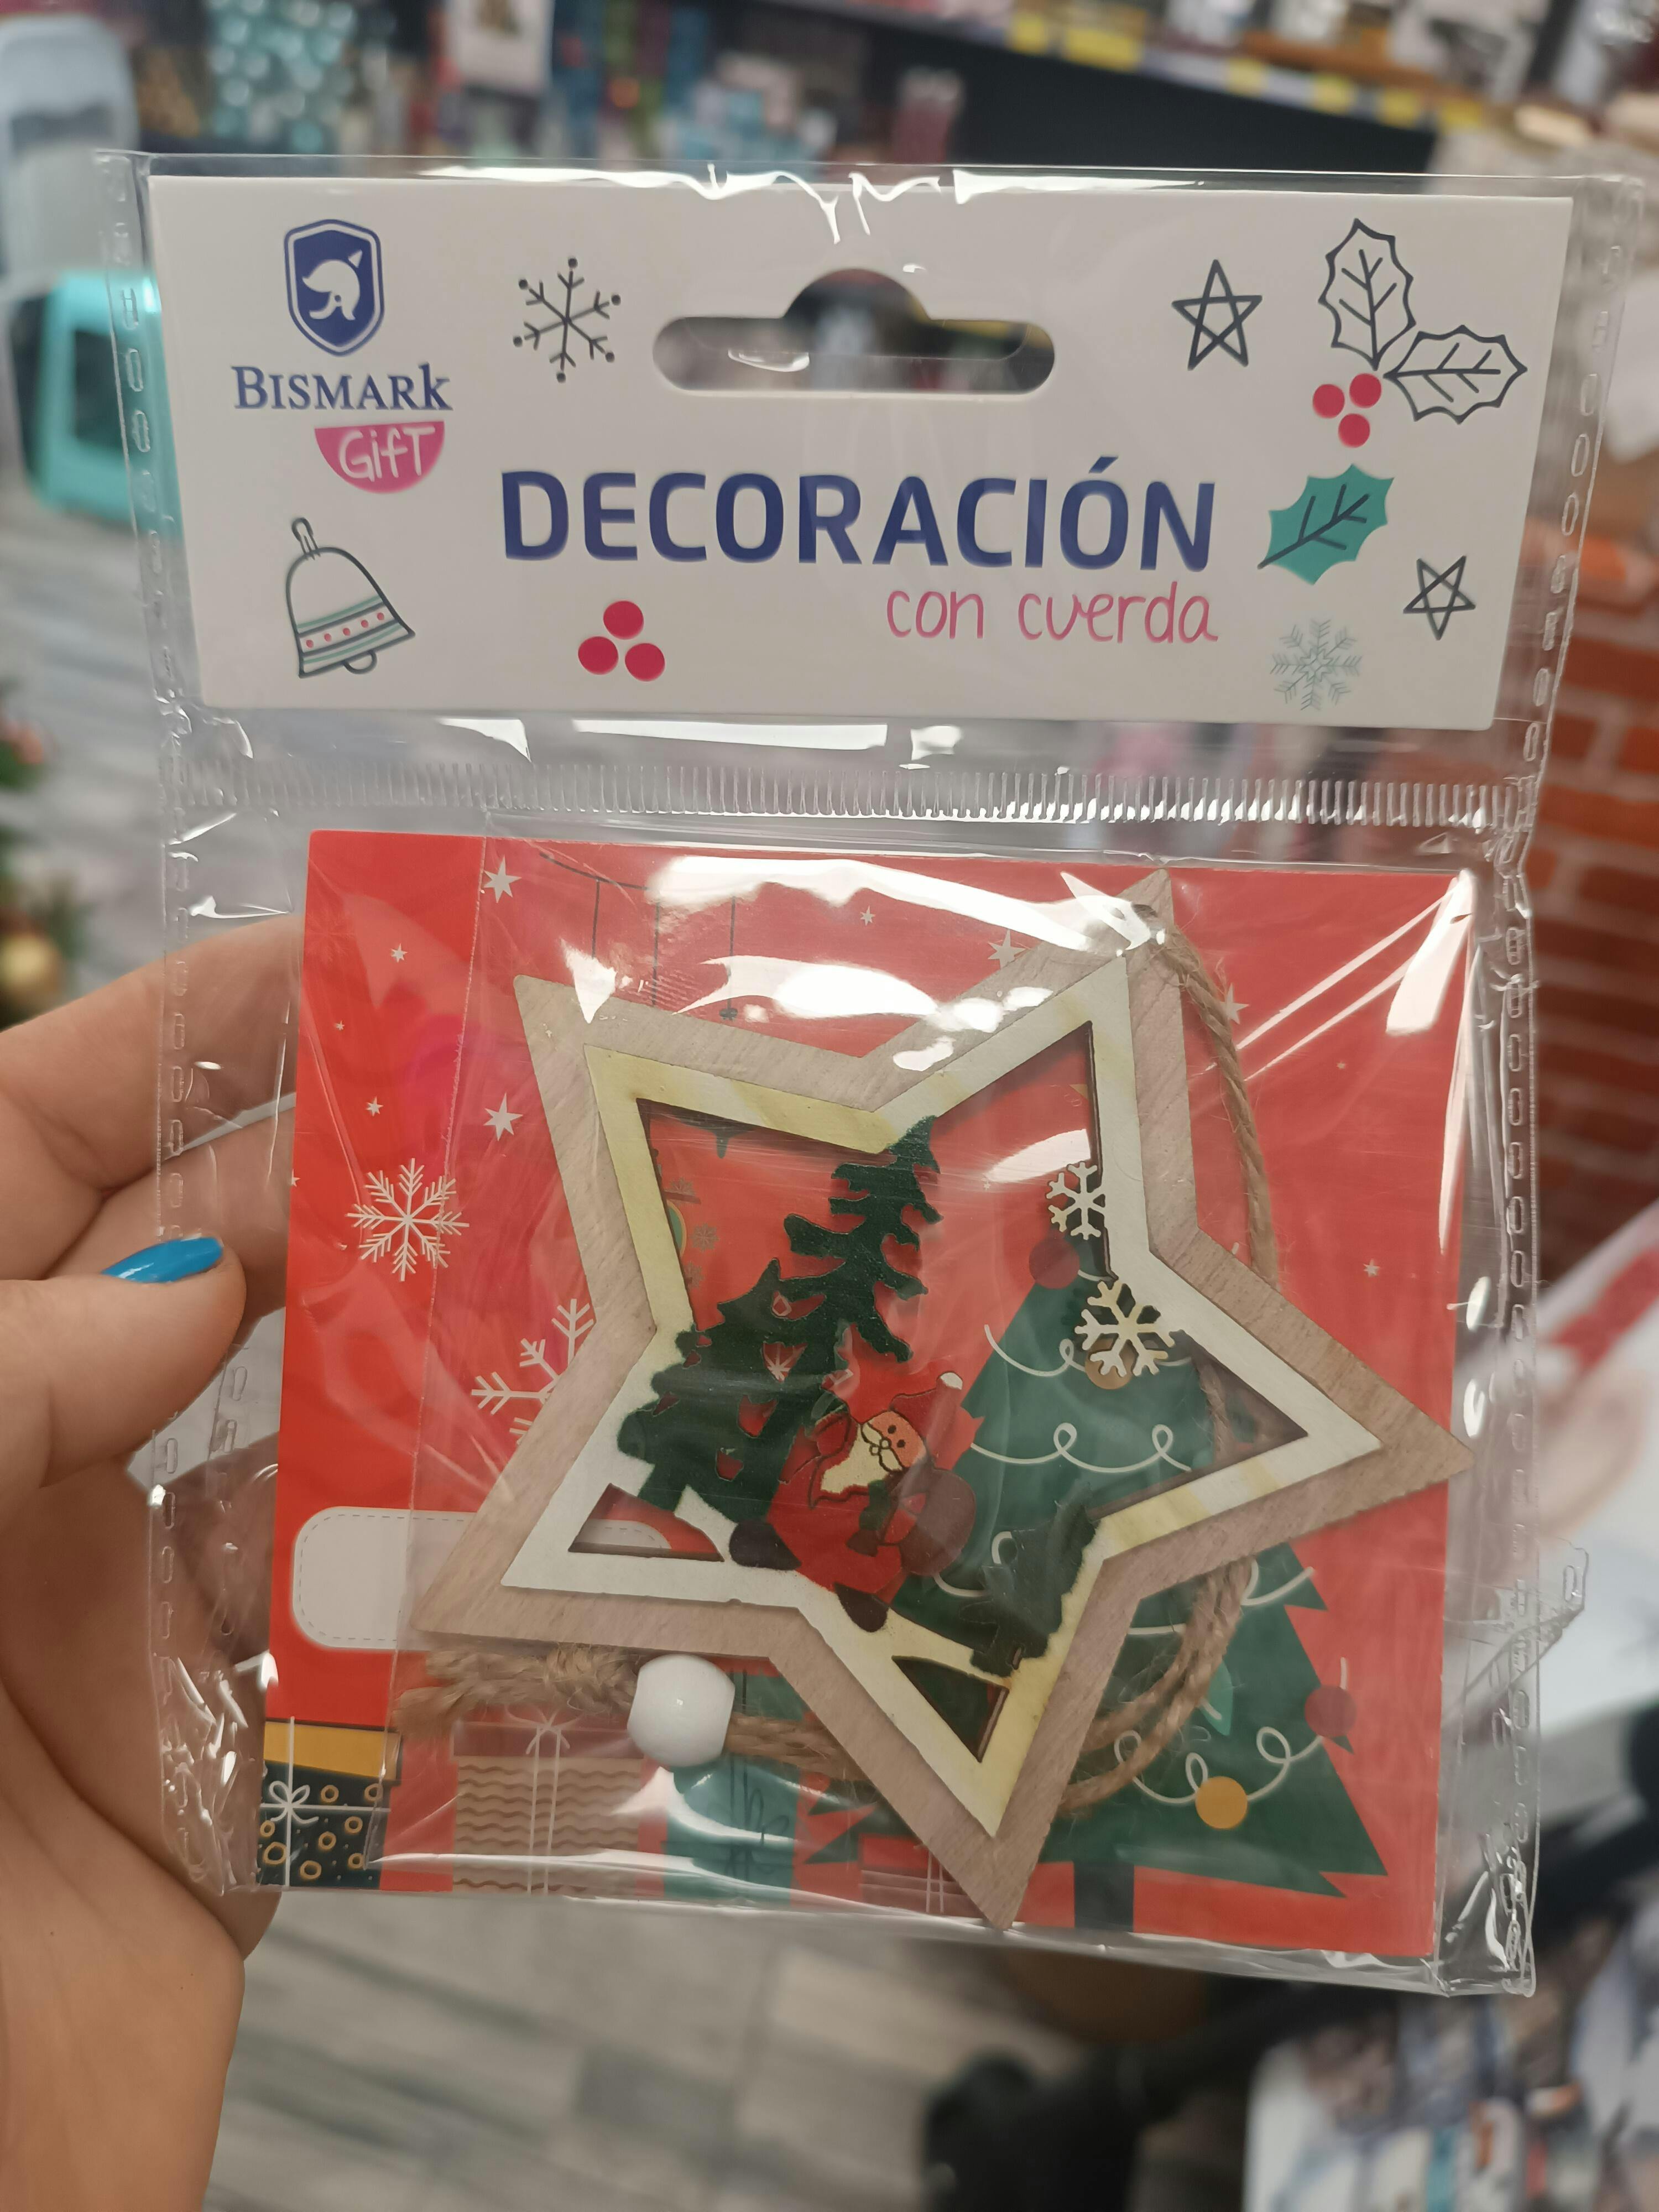 BISMARK
Gift
DECORACIÓN
con cuerda